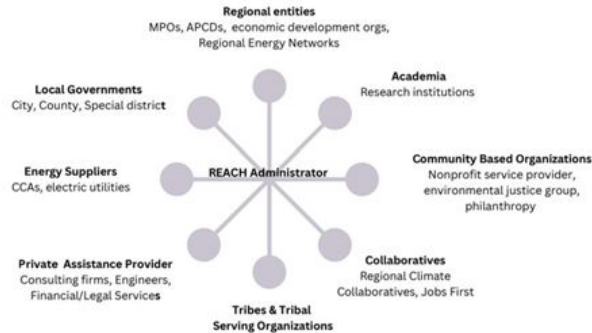 Regional entities
MPOs, APCDs, economic development orgs,
Regional Energy Networks
Academia
Research institutions
Local Governments
City, County, Special district
Energy Suppliers
CCAs, electric utilities
REACH Administrator
Community Based Organizations
Nonprofit service provider,
environmental justice group,
philanthropy
Private Assistance Provider
Consulting firms, Engineers,
Financial/Legal Services
Collaboratives
Regional Climate
Collaboratives, Jobs First
Tribes & Tribal
Serving Organizations